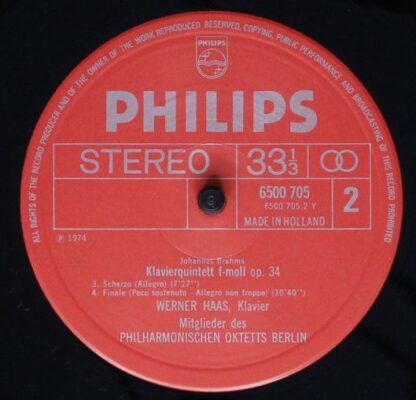 ALL RIGHTS OF THE RECORD PRODUCER AND OF THE OWNER OF THE WORK REPRODUCED RESERVED. COPYING, PUBLIC PERFORMANCE AND BROADCASTING OF THIS RECORD PROHIBITED
PHILIPS
PHILIPS
STEREO 33⅓
6500 705
6500 705.2 Y
2
MADE IN HOLLAND
℗ 1974
Johannes Brahms
Klavierquintett f-moll op. 34
3. Scherzo (Allegro) (7'27'')
4. Finale (Poco sostenuto - Allegro non troppo) (10'40'')
WERNER HAAS, Klavier
Mitglieder des
PHILHARMONISCHEN OKTETTS BERLIN